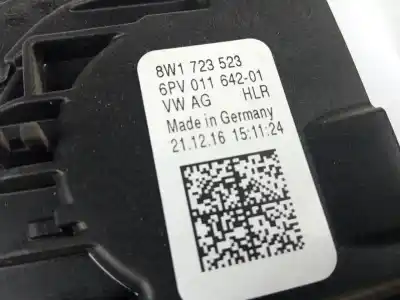 8W1 723 523
6PV 011 642-01
VW AG HLR
Made in Germany
21.12.16 15:11:24